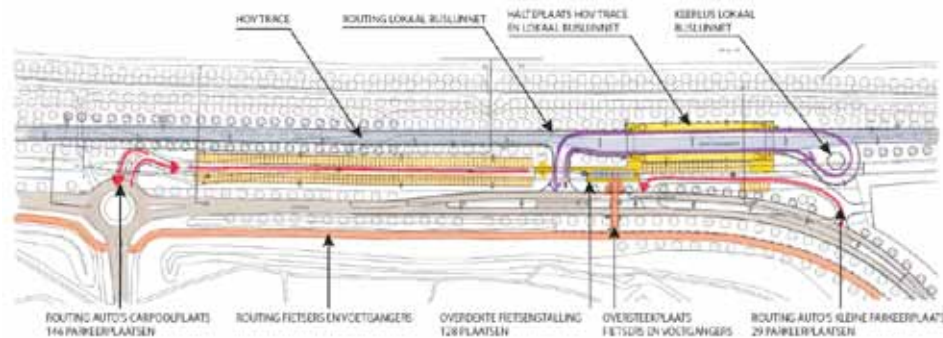 HOV TRACE
ROUTING LOKAAL BUSLIJNNET
HALTEPLAATS HOV TRACE
EN LOKAAL BUSLIJNNET
KEERLUS LOKAAL
BUSLIJNNET
ROUTING AUTO'S CARPOOLPLAATS
146 PARKEERPLAATSEN
ROUTING FIETSERS EN VOETGANGERS
OVERDEKTE FIETSENSTALLING
128 PLAATSEN
OVERSTEEKPLAATS
FIETSERS EN VOETGANGERS
ROUTING AUTO'S KLEINE PARKEERPLAATS
29 PARKEERPLAATSEN